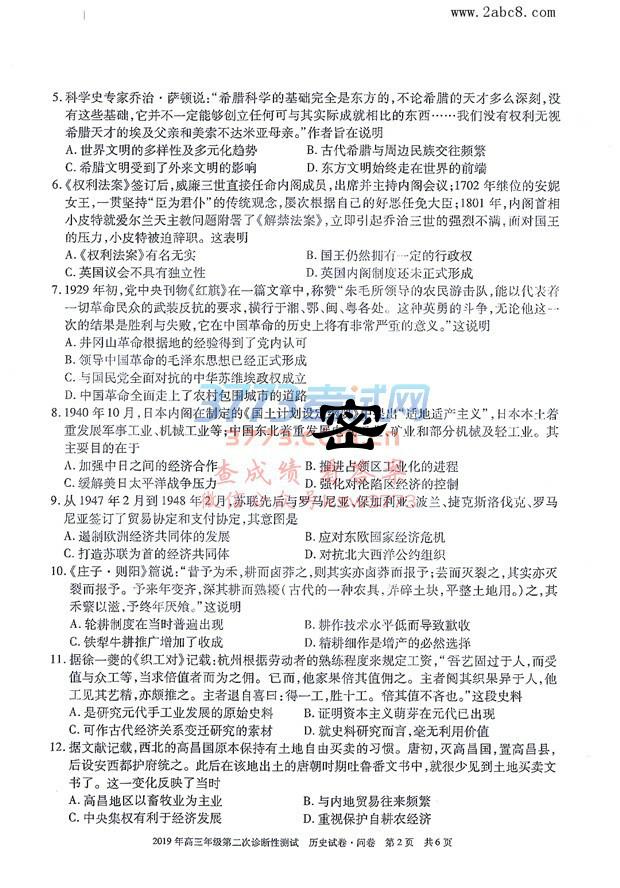 www.2abc8.com
5. 科学史专家乔治·萨顿说:“希腊科学的基础完全是东方的,不论希腊的天才多么深刻,没
有这些基础,它并不一定能够创立任何可与其实际成就相比的东西……我们没有权利无视
希腊天才的埃及父亲和美索不达米亚母亲。”作者旨在说明
A. 世界文明的多样性及多元化趋势 B. 古代希腊与周边民族交往频繁
C. 希腊文明受到了外来文明的影响 D. 东方文明始终走在世界的前端
6.《权利法案》签订后,威廉三世直接任命内阁成员,出席并主持内阁会议;1702 年继位的安妮
女王,一贯坚持“臣为君仆”的传统观念,屡次根据自己的好恶任免大臣;1801 年,内阁首相
小皮特就爱尔兰天主教问题附署了《解禁法案》,立即引起乔治三世的强烈不满,面对国王
的压力,小皮特被迫辞职。这表明
A.《权利法案》有名无实 B. 国王仍然拥有一定的行政权
C. 英国议会不具有独立性 D. 英国内阁制度还未正式形成
7. 1929 年初,党中央刊物《红旗》在一篇文章中,称赞“朱毛所领导的农民游击队,能以代表着
一切革命民众的武装反抗的要求,横行于湘、鄂、闽、粤各处。这种英勇的斗争,无论他这一
次的结果是胜利与失败,它在中国革命的历史上将有非常严重的意义。”这说明
A. 井冈山革命根据地的经验得到了党内认可
B. 领导中国革命的毛泽东思想已经正式形成
C. 与国民党全面对抗的中华苏维埃政权成立
D. 中国革命全面走上了农村包围城市的道路
3773考试网
8. 1940 年 10 月,日本内阁在制定的《国土计划设定 出“适地适产主义”,日本本土着
重发展军事工业、机械工业等;中国东北着重发展 矿业和部分机械及轻工业。其
主要目的在于
密
3773.com
A. 加强中日之间的经济合作 B. 推进占领区工业化的进程
C. 缓解美日太平洋战争压力 D. 强化对沦陷区经济的控制
查成绩 看答案
9. 从 1947 年 2 月到 1948 年 2 月,苏联先后与罗马尼亚、保加利亚、波兰、捷克斯洛伐克、罗马
尼亚签订了贸易协定和支付协定,其意图是
微信公众号 3773
A. 遏制欧洲经济共同体的发展 B. 应对东欧国家经济危机
C. 打造苏联为首的经济共同体 D. 对抗北大西洋公约组织
10.《庄子·则阳》篇说:“昔予为禾,耕而卤莽之,则其实亦卤莽而报予;芸而灭裂之,其实亦灭
裂而报予。予来年变齐,深其耕而熟耰(古代的一种农具,弄碎土块,平整土地用。)之,其
禾蘩以滋,予终年厌飧。”这说明
A. 轮耕制度在当时普遍出现 B. 耕作技术水平低而导致歉收
C. 铁犁牛耕推广增加了收成 D. 精耕细作是增产的必然选择
11. 据徐一夔的《织工对》记载:杭州根据劳动者的熟练程度来规定工资,“吾艺固过于人,而受
值与众工等,当求倍值者而为之佣。已而,他家果倍其值佣之。主者阅其织果异于人,他
工见其艺精,亦颇推之。主者退自喜曰:得一工,胜十工。倍其值不吝也。”这段史料
A. 是研究元代手工业发展的原始史料 B. 证明资本主义萌芽在元代已出现
C. 可作古代经济关系变迁研究的素材 D. 就史料研究而言,毫无利用价值
12. 据文献记载,西北的高昌国原本保持有土地自由买卖的习惯。唐初,灭高昌国,置高昌县,
后设安西都护府统之。此后在该地出土的唐朝时期吐鲁番文书中,就很少见到土地买卖文
书了。这一变化反映了当时
A. 高昌地区以畜牧业为主 B. 与内地贸易往来频繁
C. 中央集权有利于经济发展 D. 政府直接干预农业经济
2019 年高三年级第二次诊断性测试 历史试卷·问卷 第 2 页 共 6 页